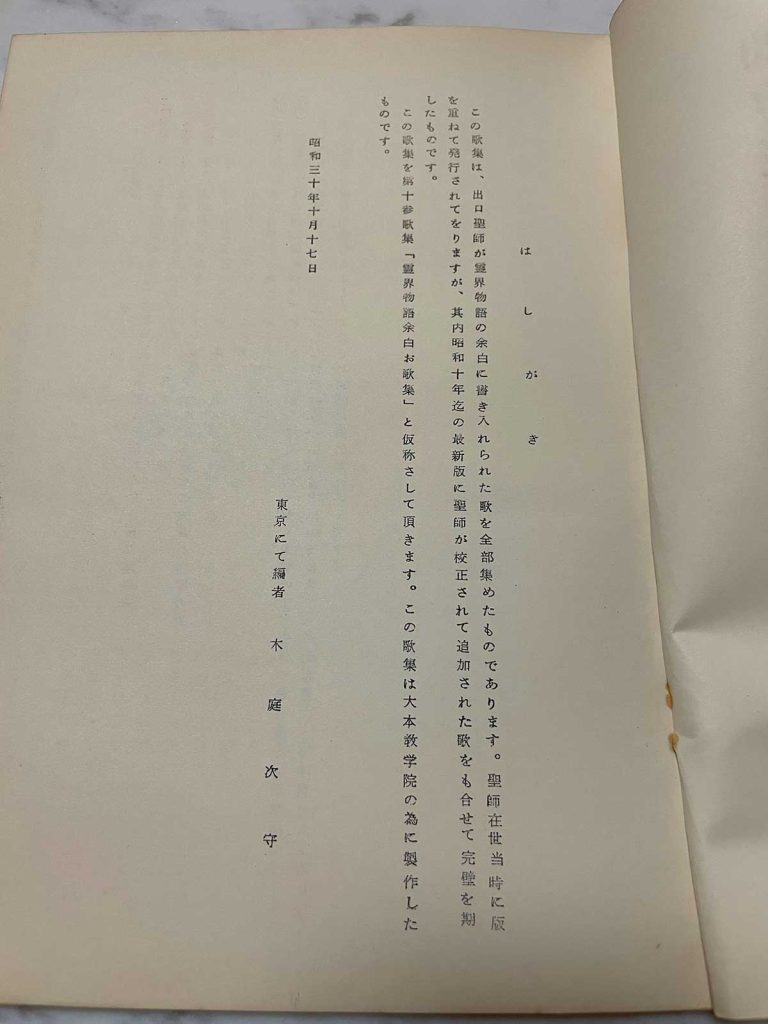 はしがき
この歌集は、出口聖師が霊界物語の余白に書き入れられた歌を全部集めたものであります。聖師在世当時に版
を重ねて発行されてをりますが、其内昭和十年迄の最新版に聖師が校正されて追加された歌をも合せて完璧を期
したものです。
この歌集を第十参歌集「霊界物語余白お歌集」と仮称さして頂きます。この歌集は大本教学院の為に製作した
ものです。
昭和三十年十月十七日
東京にて編者 木庭次守